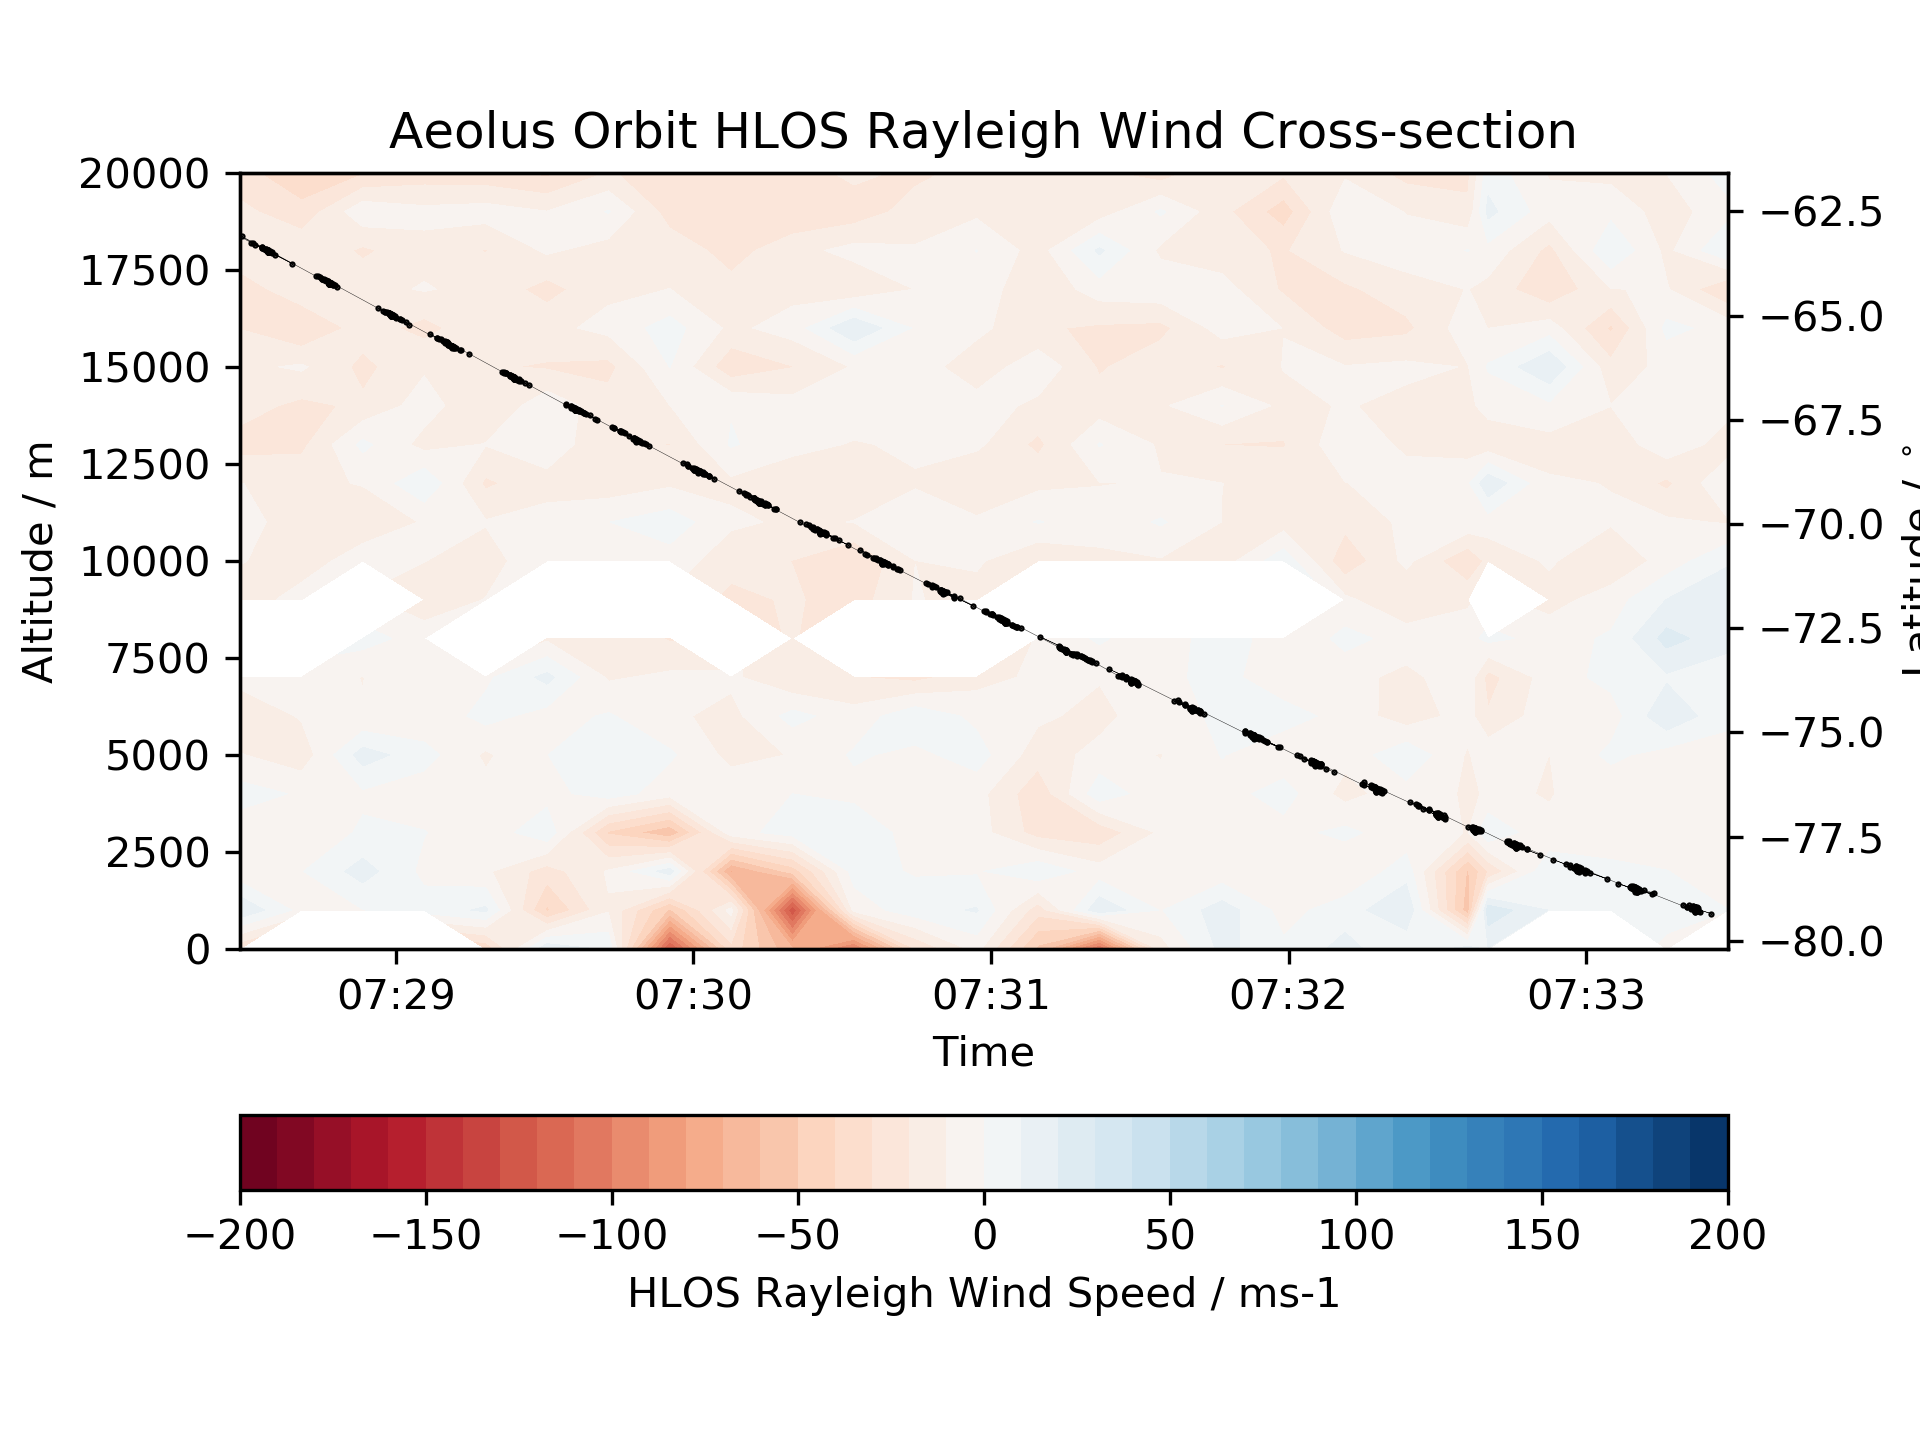 Aeolus Orbit HLOS Rayleigh Wind Cross-section
20000
17500
15000
12500
10000
7500
5000
2500
0
Altitude / m
−62.5
−65.0
−67.5
−70.0
−72.5
−75.0
−77.5
−80.0
Latitude / °
07:29 07:30 07:31 07:32 07:33
Time
−200 −150 −100 −50 0 50 100 150 200
HLOS Rayleigh Wind Speed / ms-1